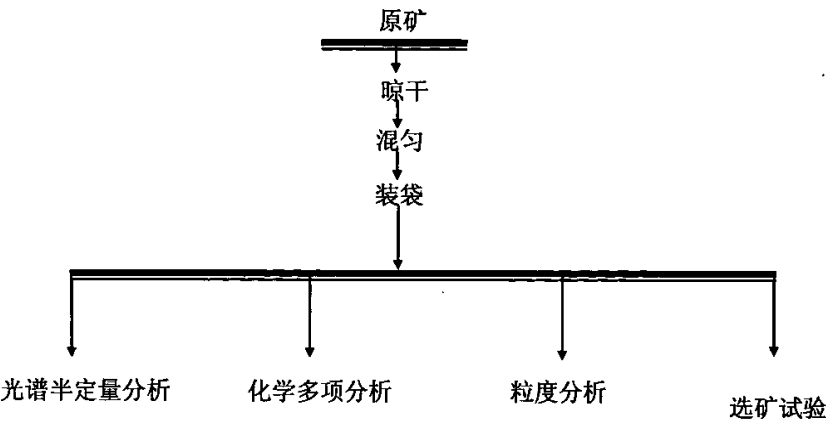 原矿
晾干
混匀
装袋
光谱半定量分析
化学多项分析
粒度分析
选矿试验